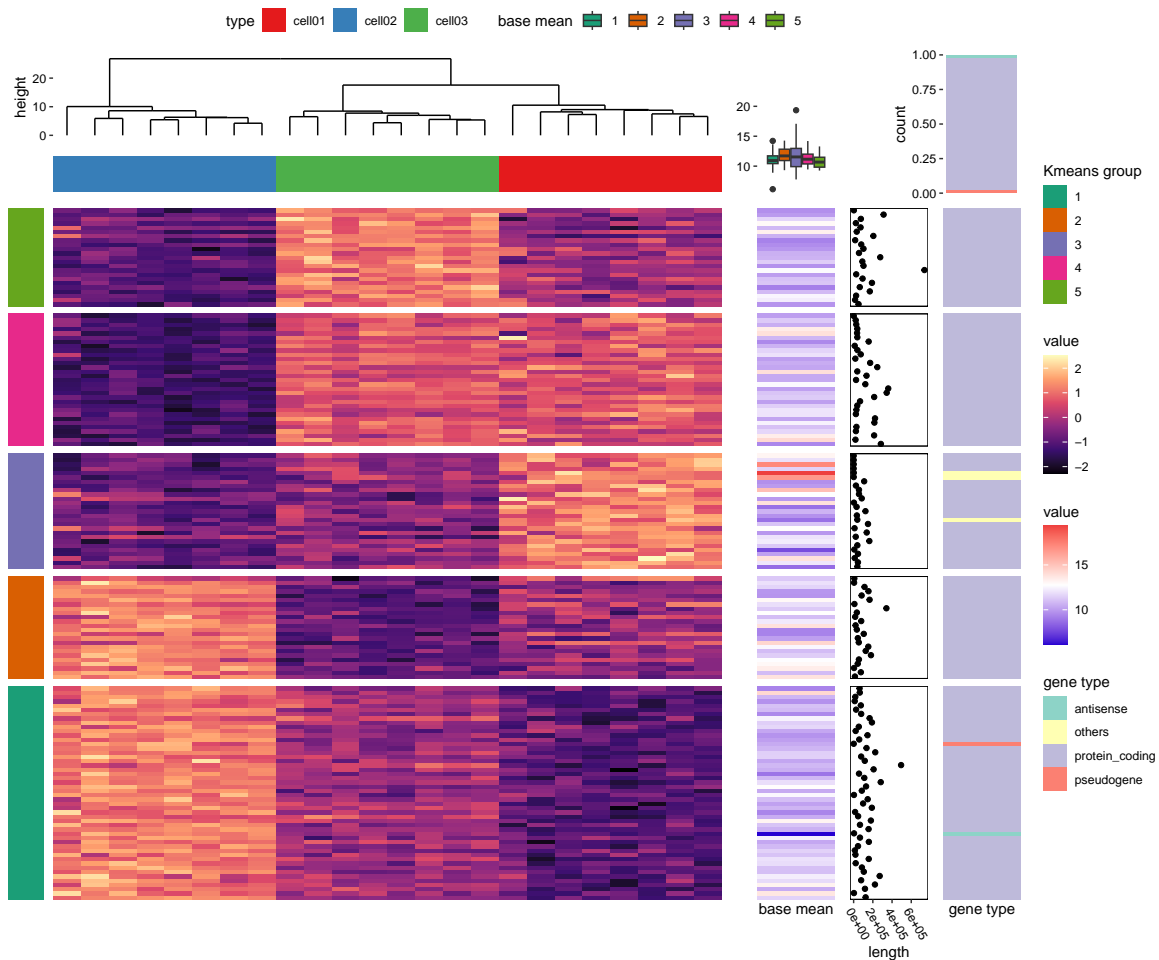 type cell01 cell02 cell03 base mean 1 2 3 4 5
height
20
10
0
20
15
10
count
1.00
0.75
0.50
0.25
0.00
Kmeans group
1
2
3
4
5
value
2
1
0
−1
−2
value
15
10
gene type
antisense
others
protein_coding
pseudogene
base mean
0e+00
2e+05
4e+05
6e+05
length
gene type